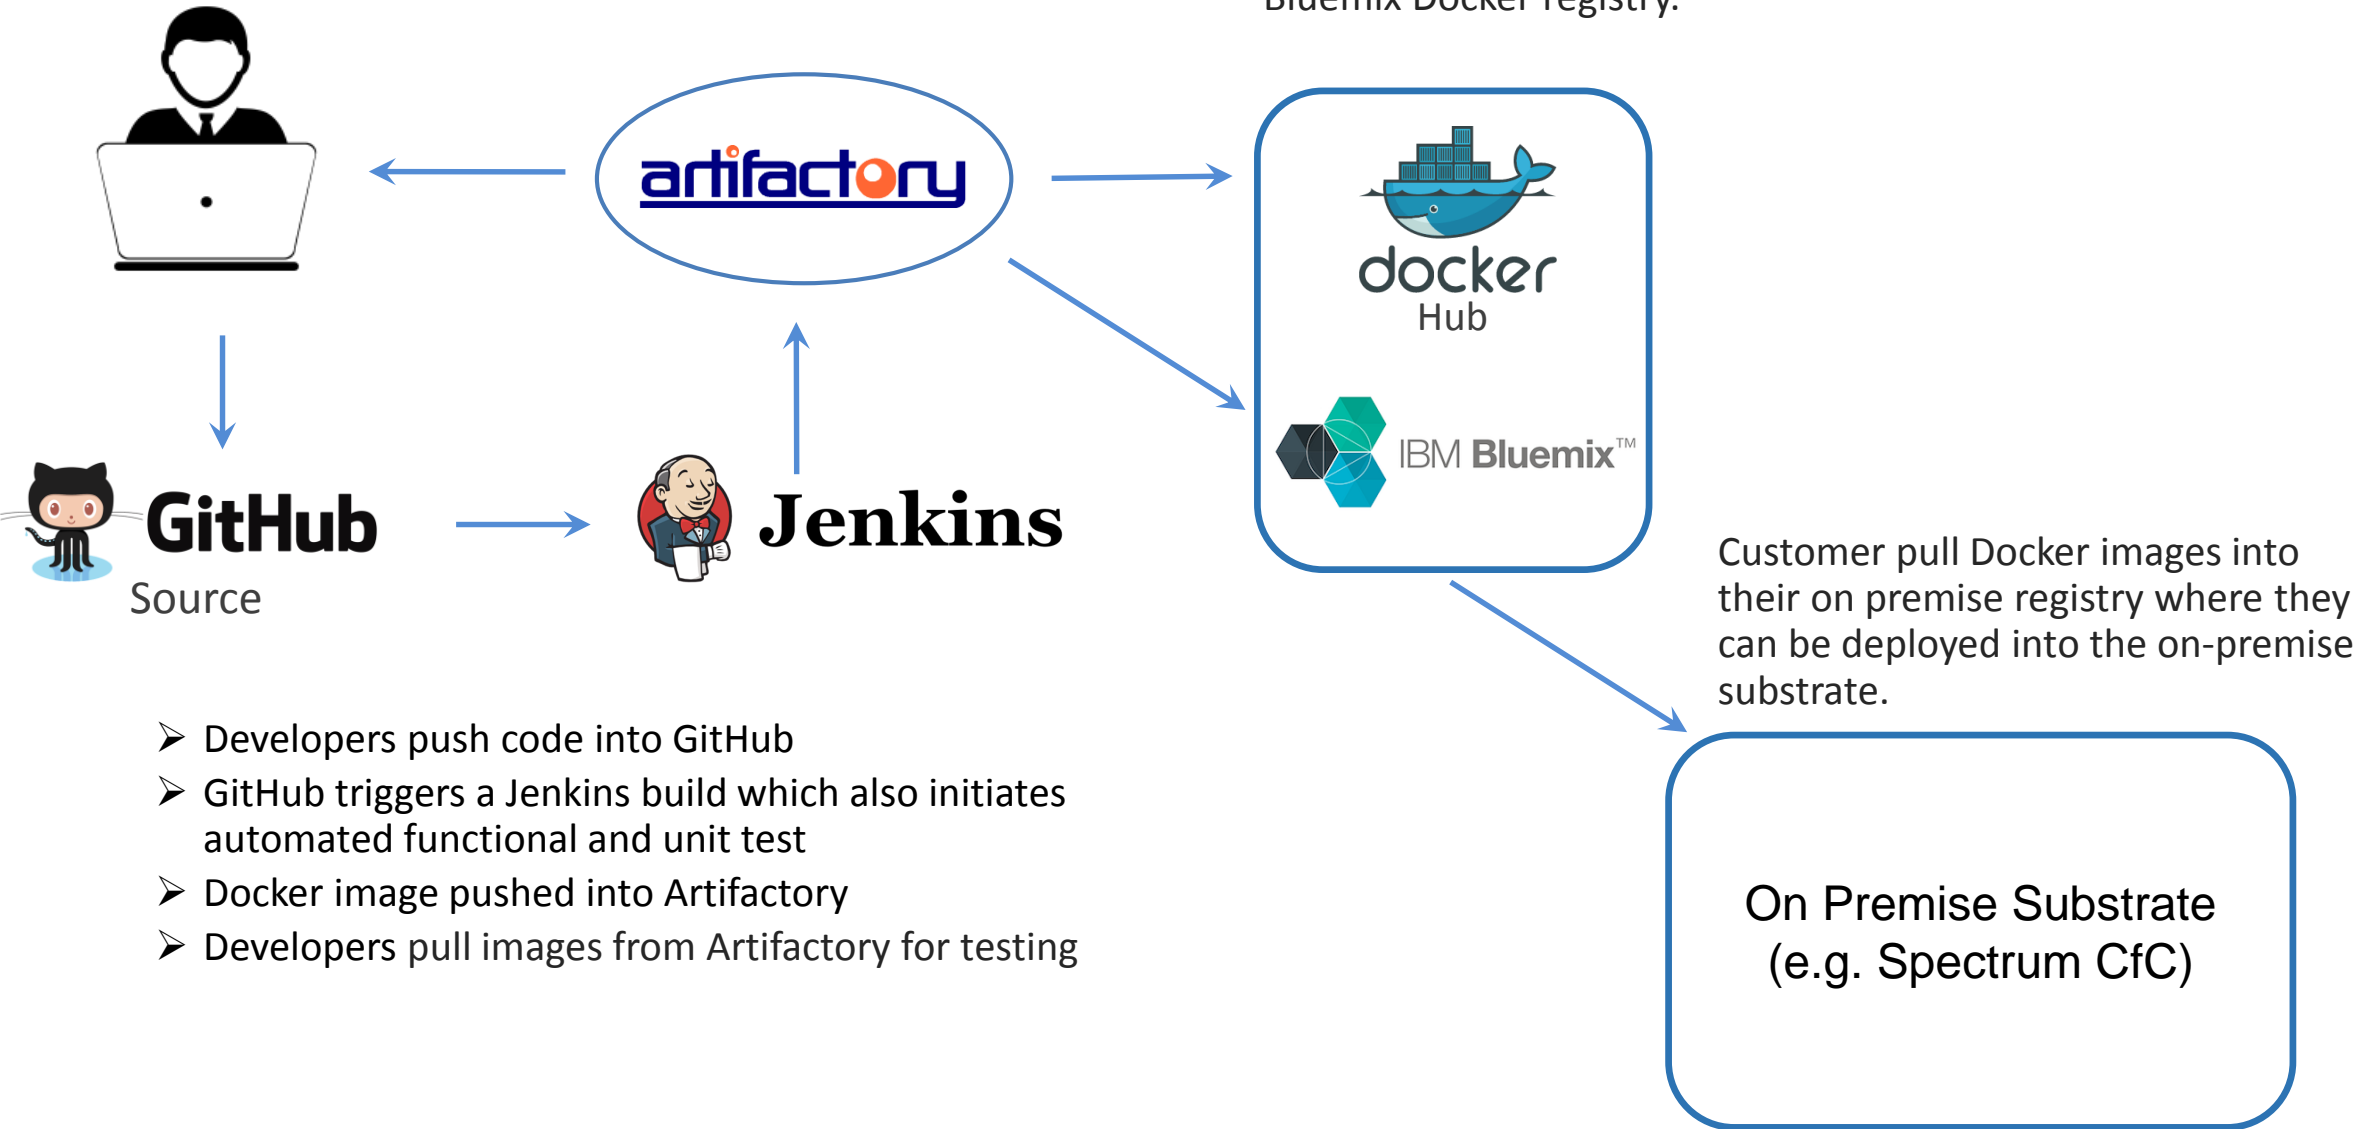 Bluemix Docker registry.
artifactory
docker
Hub
IBM Bluemix™
GitHub
Source
Jenkins
Customer pull Docker images into
their on premise registry where they
can be deployed into the on-premise
substrate.
➢ Developers push code into GitHub
➢ GitHub triggers a Jenkins build which also initiates
automated functional and unit test
➢ Docker image pushed into Artifactory
➢ Developers pull images from Artifactory for testing
On Premise Substrate
(e.g. Spectrum CfC)